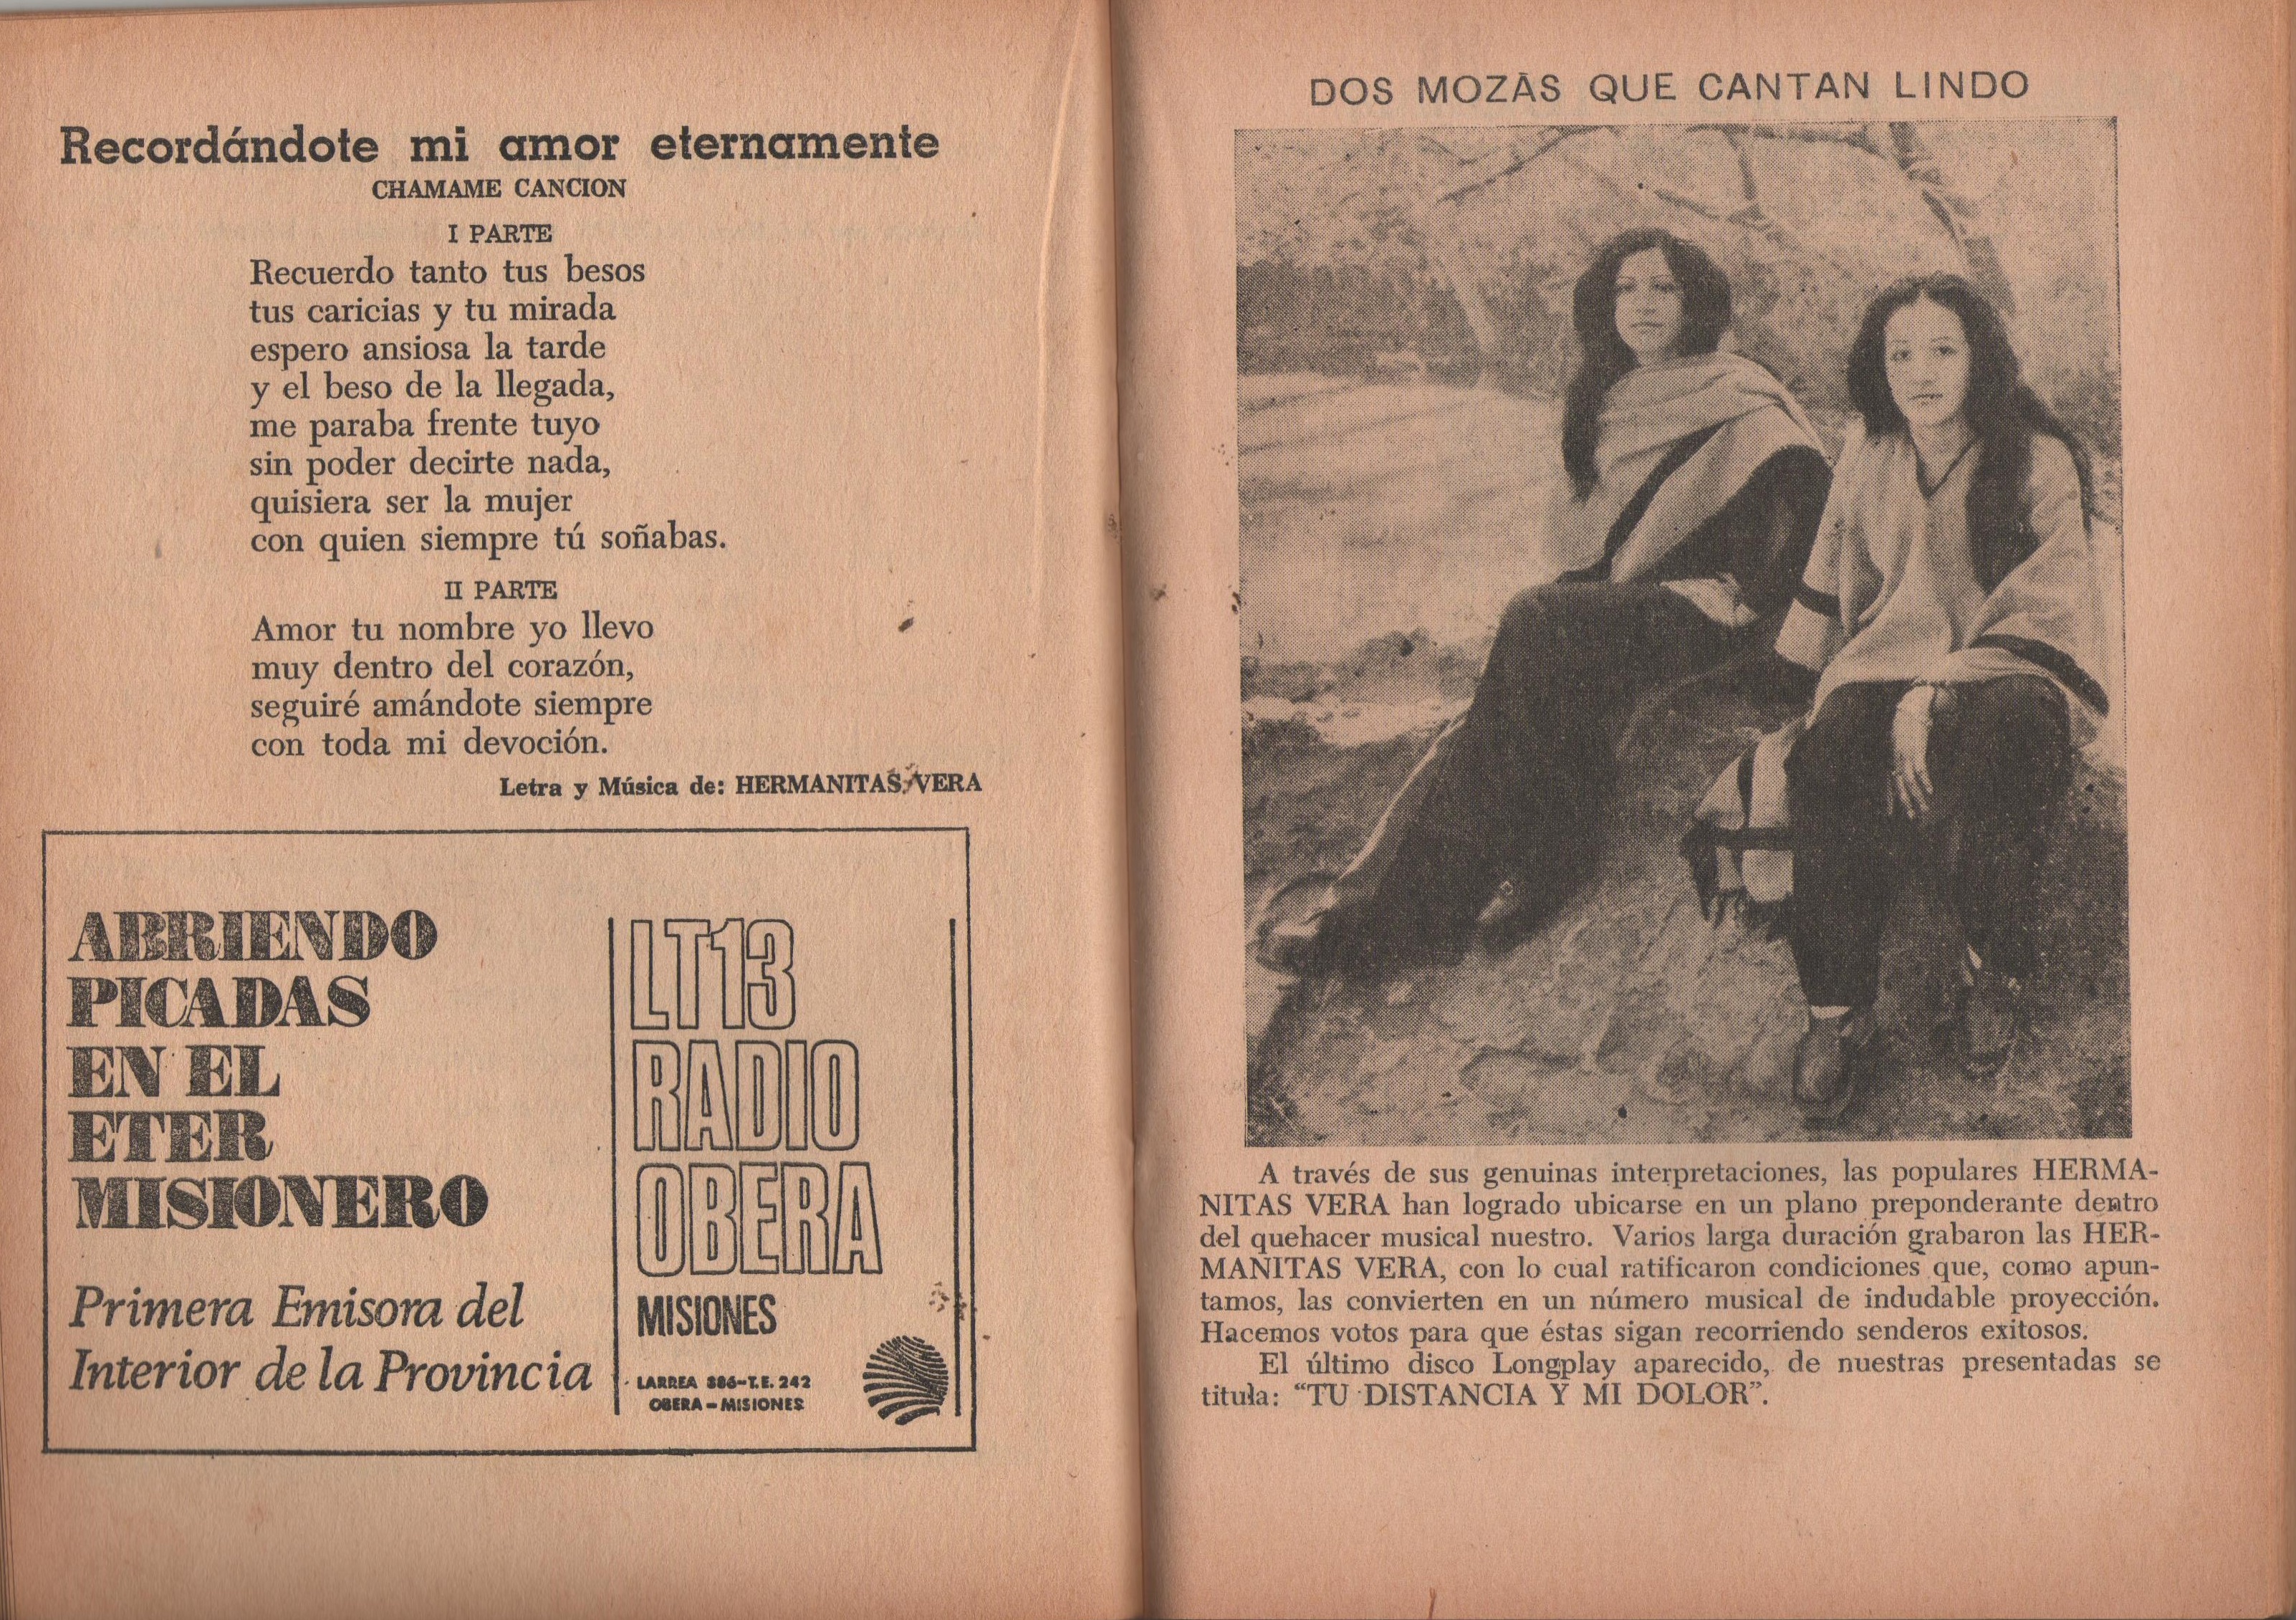 Recordándote mi amor eternamente
CHAMAME CANCION
I PARTE
Recuerdo tanto tus besos
tus caricias y tu mirada
espero ansiosa la tarde
y el beso de la llegada,
me paraba frente tuyo
sin poder decirte nada,
quisiera ser la mujer
con quien siempre tú soñabas.
II PARTE
Amor tu nombre yo llevo
muy dentro del corazón,
seguiré amándote siempre
con toda mi devoción.
Letra y Música de: HERMANITAS VERA
ABRIENDO
PICADAS
EN EL
ETER
MISIONERO
Primera Emisora del
Interior de la Provincia
LT13
RADIO
OBERA
MISIONES
LARREA 886-T.E. 242
OBERA-MISIONES
DOS MOZAS QUE CANTAN LINDO
A través de sus genuinas interpretaciones, las populares HERMA-
NITAS VERA han logrado ubicarse en un plano preponderante dentro
del quehacer musical nuestro. Varios larga duración grabaron las HER-
MANITAS VERA, con lo cual ratificaron condiciones que, como apun-
tamos, las convierten en un número musical de indudable proyección.
Hacemos votos para que éstas sigan recorriendo senderos exitosos.
El último disco Longplay aparecido, de nuestras presentadas se
titula: "TU DISTANCIA Y MI DOLOR".